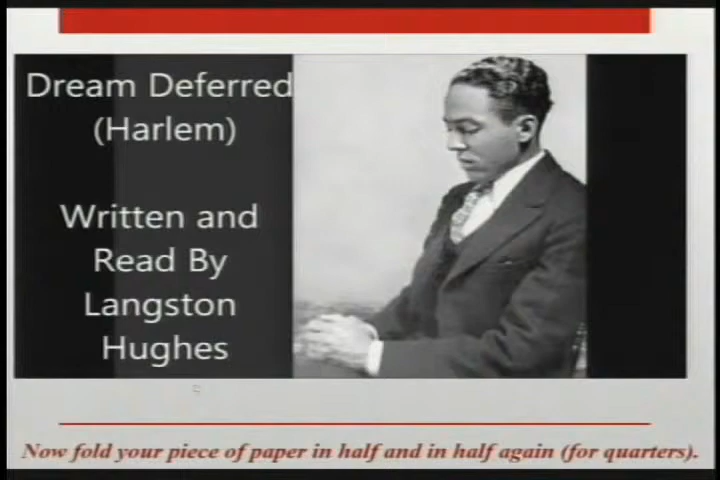 Dream Deferred
(Harlem)
Written and
Read By
Langston
Hughes
Now fold your piece of paper in half and in half again (for quarters).